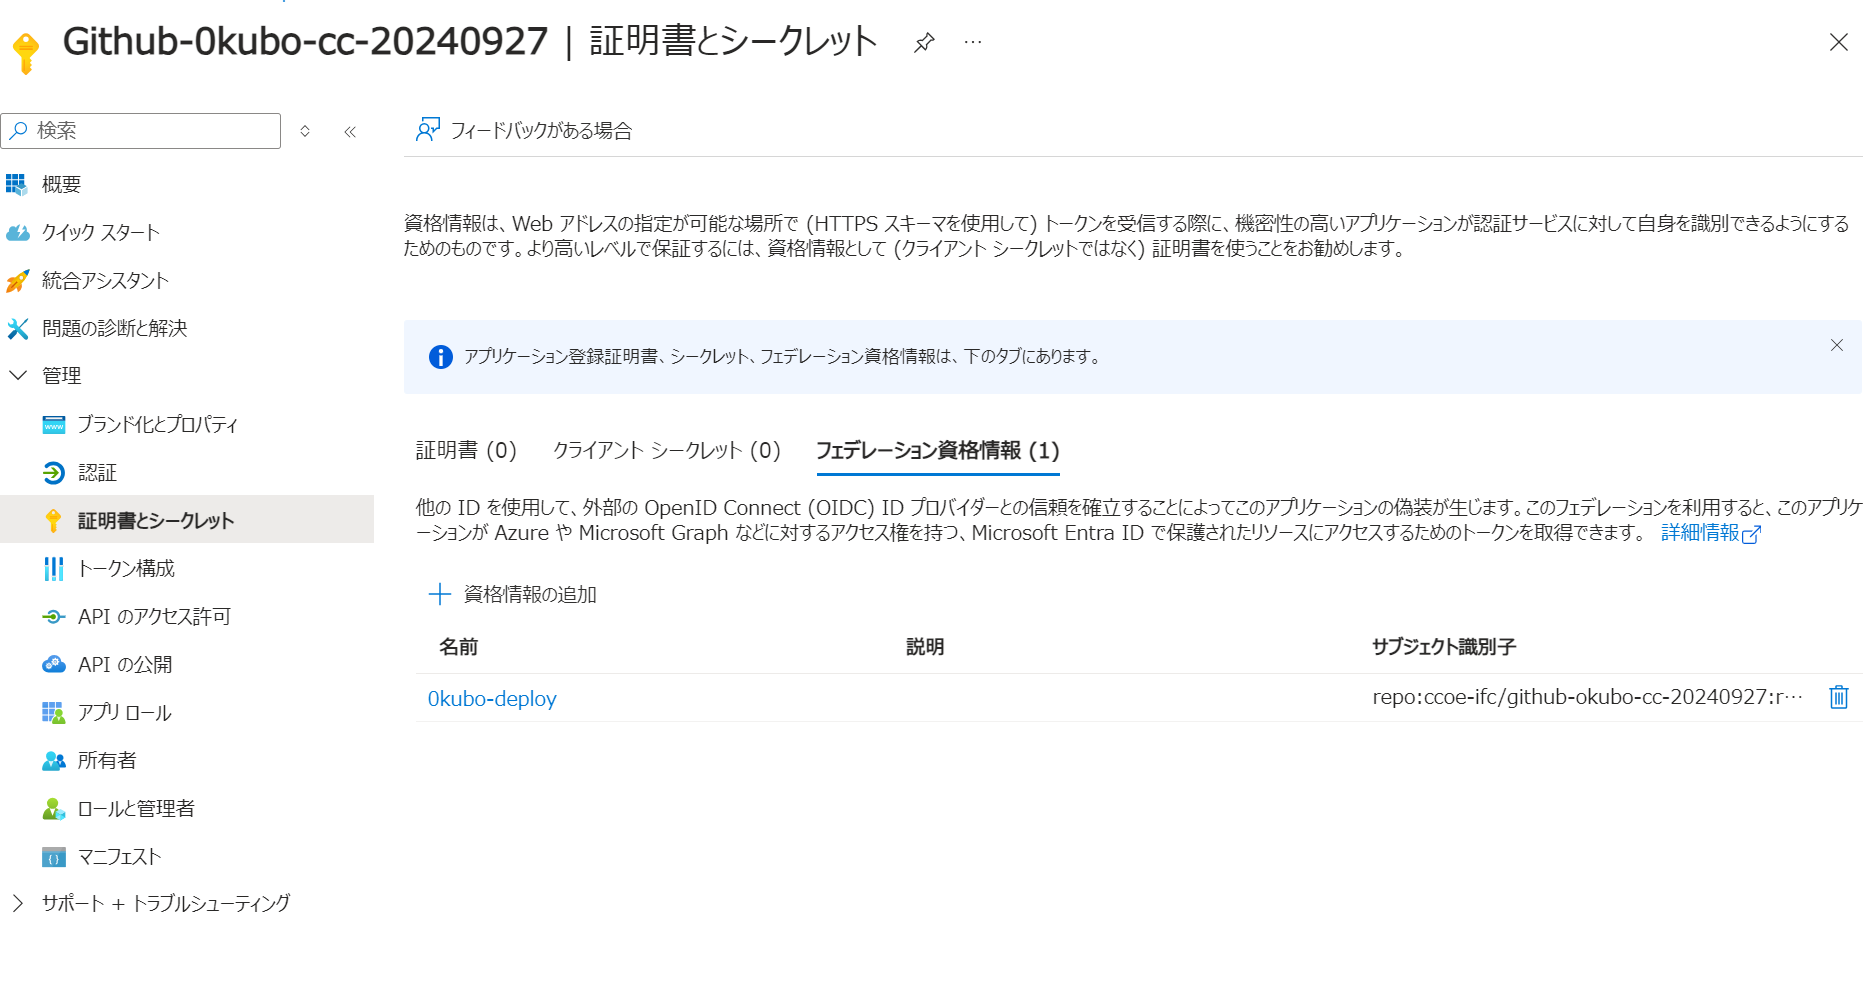 Github-0kubo-cc-20240927 | 証明書とシークレット
検索
フィードバックがある場合
概要
クイック スタート
統合アシスタント
問題の診断と解決
管理
ブランド化とプロパティ
認証
証明書とシークレット
トークン構成
API のアクセス許可
API の公開
アプリ ロール
所有者
ロールと管理者
マニフェスト
サポート + トラブルシューティング
資格情報は、Web アドレスの指定が可能な場所で (HTTPS スキーマを使用して) トークンを受信する際に、機密性の高いアプリケーションが認証サービスに対して自身を識別できるようにする
ためのものです。より高いレベルで保証するには、資格情報として (クライアント シークレットではなく) 証明書を使うことをお勧めします。
アプリケーション登録証明書、シークレット、フェデレーション資格情報は、下のタブにあります。
証明書 (0) クライアント シークレット (0) フェデレーション資格情報 (1)
他の ID を使用して、外部の OpenID Connect (OIDC) ID プロバイダーとの信頼を確立することによってこのアプリケーションの偽装が生じます。このフェデレーションを利用すると、このアプリケ
ーションが Azure や Microsoft Graph などに対するアクセス権を持つ、Microsoft Entra ID で保護されたリソースにアクセスするためのトークンを取得できます。 詳細情報
資格情報の追加
名前 説明 サブジェクト識別子
0kubo-deploy repo:ccoe-ifc/github-okubo-cc-20240927:r…